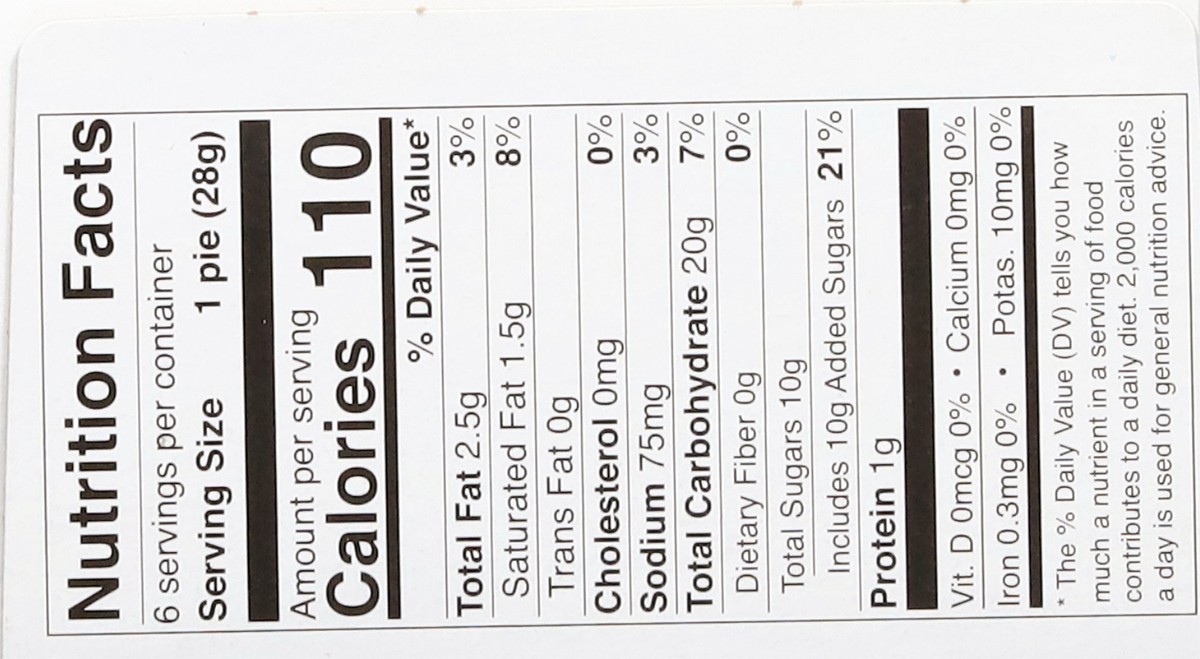 Nutrition Facts
6 servings per container
Serving Size 1 pie (28g)
Amount per serving
Calories 110
% Daily Value*
Total Fat 2.5g 3%
Saturated Fat 1.5g 8%
Trans Fat 0g
Cholesterol 0mg 0%
Sodium 75mg 3%
Total Carbohydrate 20g 7%
Dietary Fiber 0g 0%
Total Sugars 10g
Includes 10g Added Sugars 21%
Protein 1g
Vit. D 0mcg 0% • Calcium 0mg 0%
Iron 0.3mg 0% • Potas. 10mg 0%
* The % Daily Value (DV) tells you how
much a nutrient in a serving of food
contributes to a daily diet. 2,000 calories
a day is used for general nutrition advice.